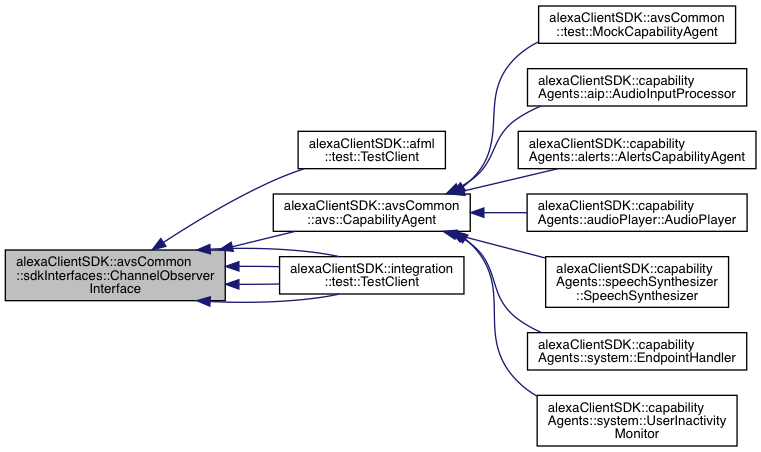 alexaClientSDK::avsCommon
::test::MockCapabilityAgent
alexaClientSDK::capability
Agents::aip::AudioInputProcessor
alexaClientSDK::afml
::test::TestClient
alexaClientSDK::capability
Agents::alerts::AlertsCapabilityAgent
alexaClientSDK::avsCommon
::avs::CapabilityAgent
alexaClientSDK::capability
Agents::audioPlayer::AudioPlayer
alexaClientSDK::avsCommon
::sdkInterfaces::ChannelObserver
Interface
alexaClientSDK::integration
::test::TestClient
alexaClientSDK::capability
Agents::speechSynthesizer
::SpeechSynthesizer
alexaClientSDK::capability
Agents::system::EndpointHandler
alexaClientSDK::capability
Agents::system::UserInactivity
Monitor